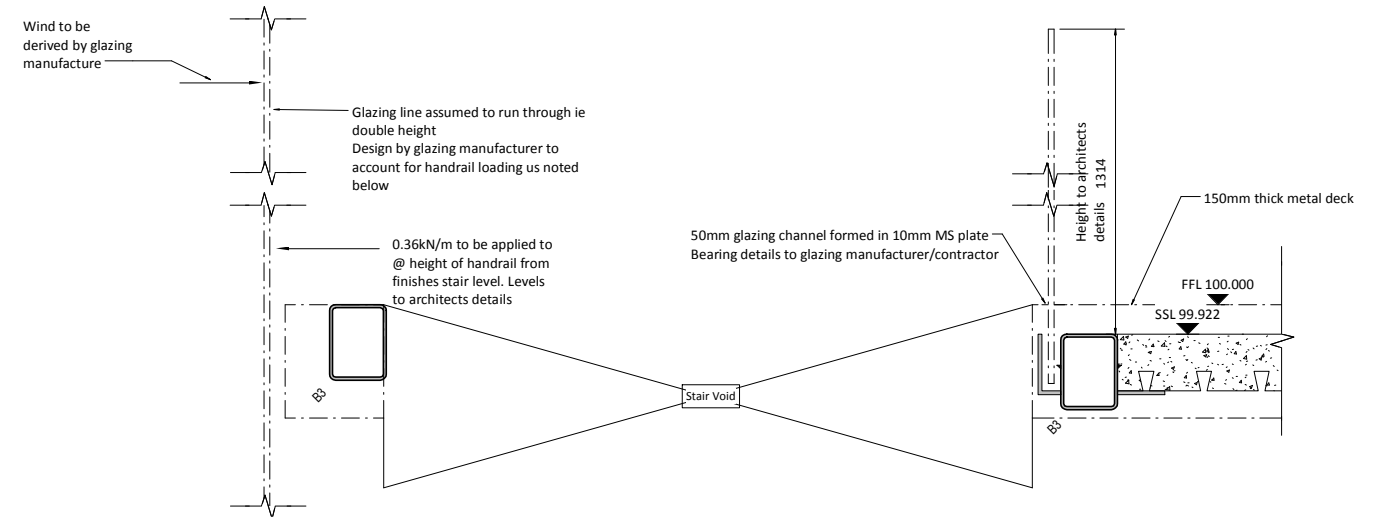 Wind to be
derived by glazing
manufacture
Glazing line assumed to run through ie
double height
Design by glazing manufacturer to
account for handrail loading us noted
below
0.36kN/m to be applied to
@ height of handrail from
finishes stair level. Levels
to architects details
B3
Stair Void
50mm glazing channel formed in 10mm MS plate
Bearing details to glazing manufacturer/contractor
Height to architects
details 1314
150mm thick metal deck
FFL 100.000
SSL 99.922
B3